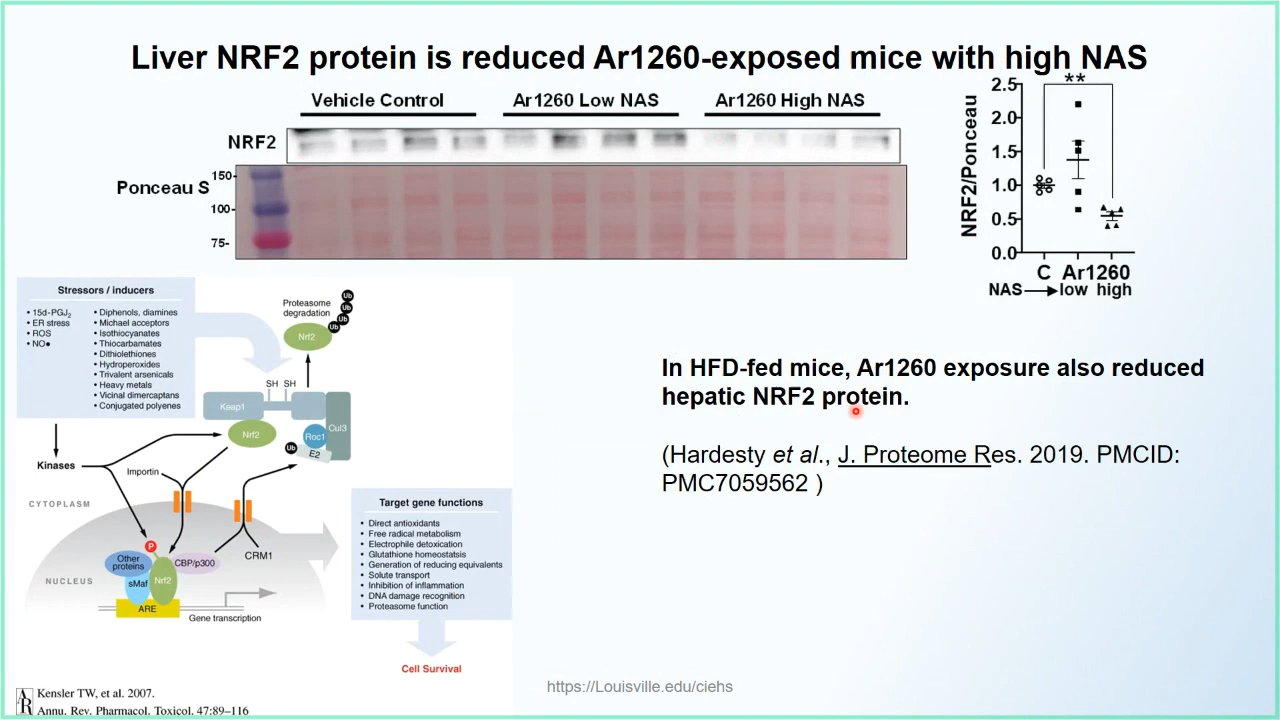 Liver NRF2 protein is reduced Ar1260-exposed mice with high NAS
Vehicle Control
Ar1260 Low NAS
Ar1260 High NAS
NRF2
Ponceau S
150-
100-
75-
**
NRF2/Ponceau
2.5
2.0
1.5
1.0
0.5
0.0
C Ar1260
NAS low high
Stressors / inducers
• 15d-PGJ2
• ER stress
• ROS
• NO●
• Diphenols, diamines
• Michael acceptors
• Isothiocyanates
• Thiocarbamates
• Dithiolethiones
• Hydroperoxides
• Trivalent arsenicals
• Heavy metals
• Vicinal dimercaptans
• Conjugated polyenes
Proteasome
degradation
Ub
Ub
Ub
Ub
Nrf2
SH SH
Keap1
Cul3
Nrf2
Roc1
Ub
E2
Kinases
Importin
CYTOPLASM
P
Other
proteins
CBP/p300
CRM1
NUCLEUS
sMaf
Nrf2
ARE
Gene transcription
Target gene functions
• Direct antioxidants
• Free radical metabolism
• Electrophile detoxication
• Glutathione homeostatsis
• Generation of reducing equivalents
• Solute transport
• Inhibition of inflammation
• DNA damage recognition
• Proteasome function
Cell Survival
AR
Kensler TW, et al. 2007.
Annu. Rev. Pharmacol. Toxicol. 47:89–116
In HFD-fed mice, Ar1260 exposure also reduced
hepatic NRF2 protein.
(Hardesty et al., J. Proteome Res. 2019. PMCID:
PMC7059562 )
https://Louisville.edu/ciehs